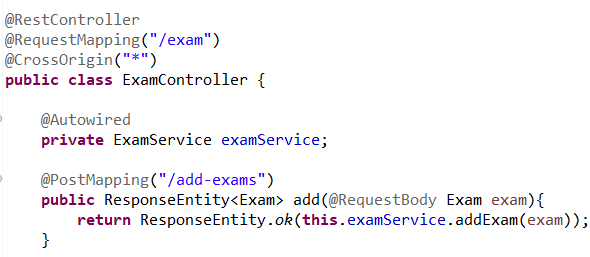 @RestController
@RequestMapping("/exam")
@CrossOrigin("*")
public class ExamController {
@Autowired
private ExamService examService;
@PostMapping("/add-exams")
public ResponseEntity<Exam> add(@RequestBody Exam exam){
return ResponseEntity.ok(this.examService.addExam(exam));
}